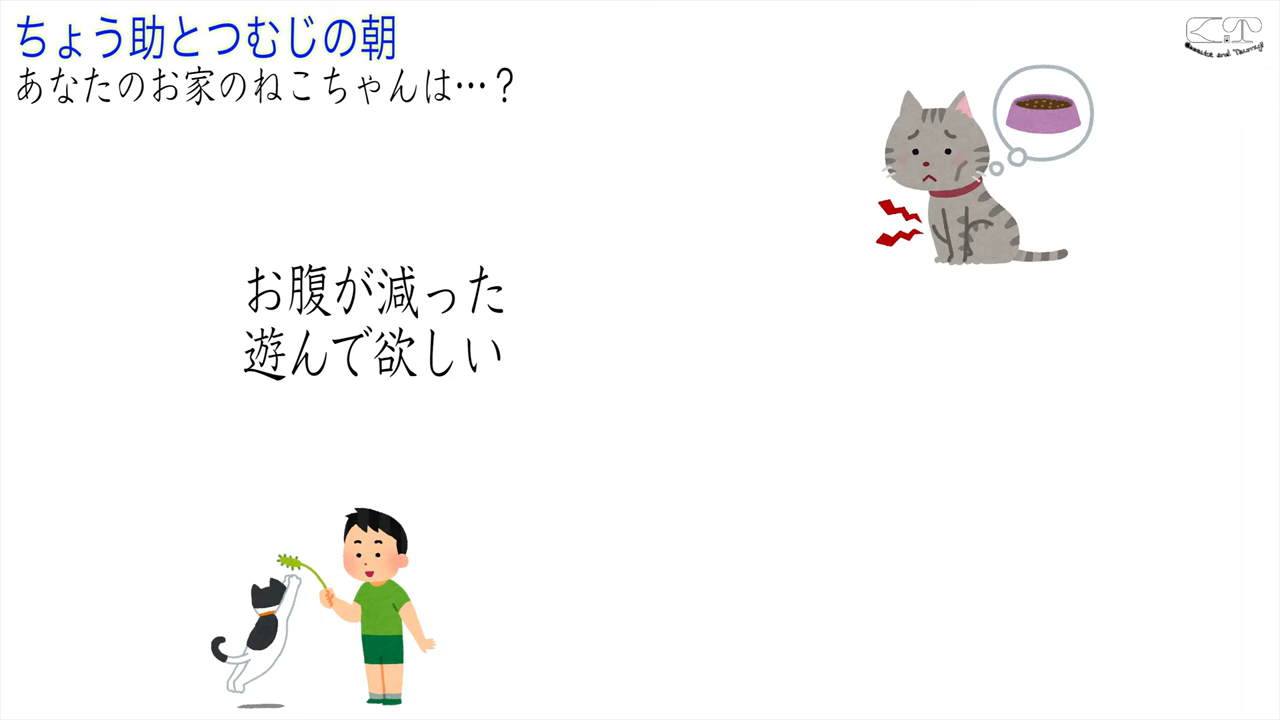 ちょう助とつむじの朝
あなたのお家のねこちゃんは…？
お腹が減った
遊んで欲しい